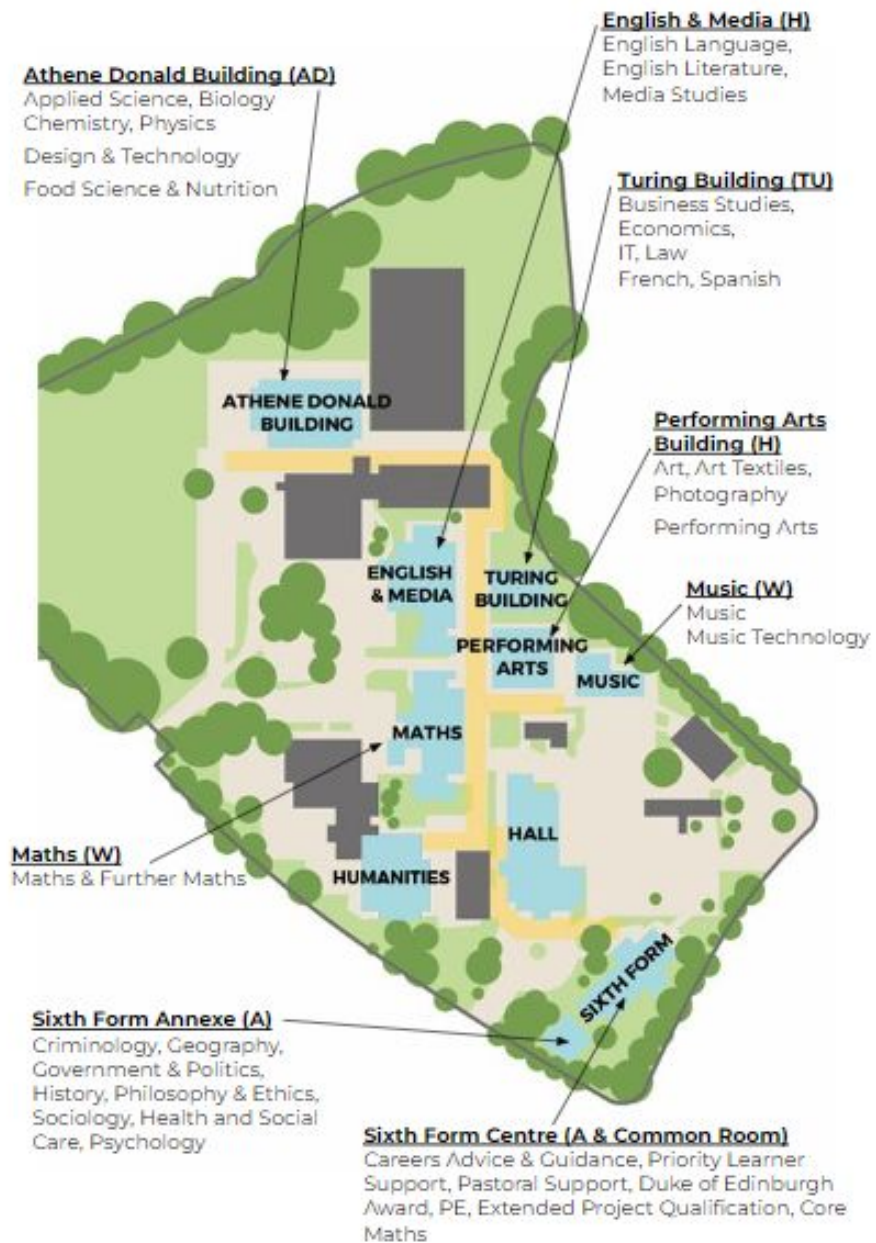 English & Media (H)
English Language,
English Literature,
Media Studies
Athene Donald Building (AD)
Applied Science, Biology
Chemistry, Physics
Design & Technology
Food Science & Nutrition
Turing Building (TU)
Business Studies,
Economics,
IT, Law
French, Spanish
ATHENE DONALD
BUILDING
Performing Arts
Building (H)
Art, Art Textiles,
Photography
Performing Arts
ENGLISH
& MEDIA
TURING
BUILDING
Music (W)
Music
Music Technology
PERFORMING
ARTS
MUSIC
MATHS
HALL
Maths (W)
Maths & Further Maths
HUMANITIES
SIXTH FORM
Sixth Form Annexe (A)
Criminology, Geography,
Government & Politics,
History, Philosophy & Ethics,
Sociology, Health and Social
Care, Psychology
Sixth Form Centre (A & Common Room)
Careers Advice & Guidance, Priority Learner
Support, Pastoral Support, Duke of Edinburgh
Award, PE, Extended Project Qualification, Core
Maths